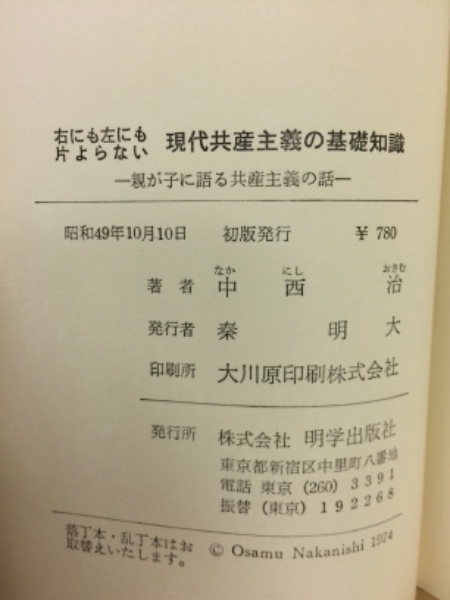 右にも左にも
片よらない 現代共産主義の基礎知識
―親が子に語る共産主義の話―
昭和49年10月10日 初版発行 ¥ 780
なか にし おさむ
著者 中西治
発行者 秦明大
印刷所 大川原印刷株式会社
発行所 株式会社 明学出版社
東京都新宿区中里町八番地
電話 東京 (260) 3391
振替 (東京) 192268
落丁本・乱丁本はお
取替えいたします。
© Osamu Nakanishi 1974